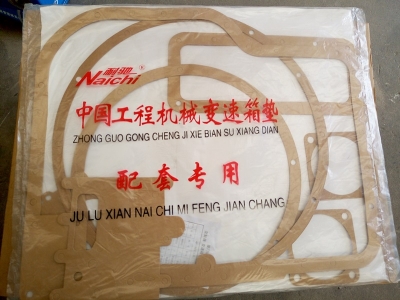 耐驰®
Naichi
中国工程机械变速箱垫
ZHONG GUO GONG CHENG JI XIE BIAN SU XIANG DIAN
配套专用
JU LU XIAN NAI CHI MI FENG JIAN CHANG